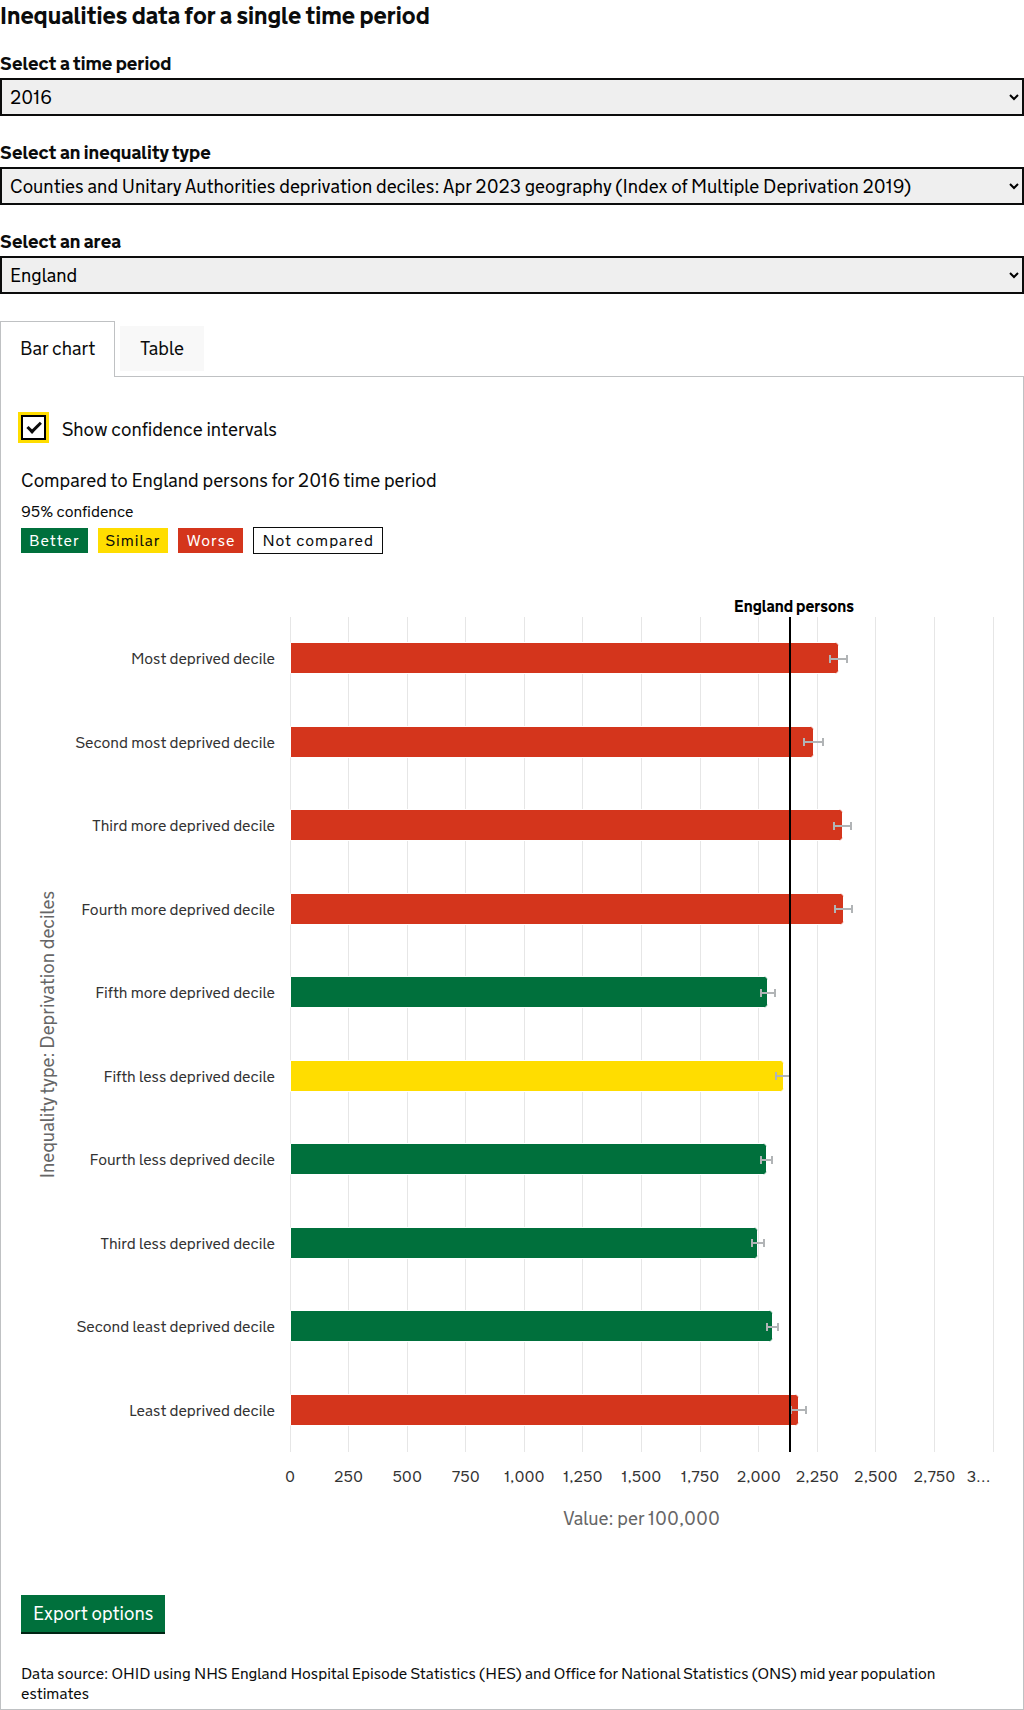 Inequalities data for a single time period
Select a time period
2016
Select an inequality type
Counties and Unitary Authorities deprivation deciles: Apr 2023 geography (Index of Multiple Deprivation 2019)
Select an area
England
Bar chart
Table
Show confidence intervals
Compared to England persons for 2016 time period
95% confidence
Better
Similar
Worse
Not compared
England persons
Most deprived decile
Second most deprived decile
Third more deprived decile
Fourth more deprived decile
Fifth more deprived decile
Fifth less deprived decile
Fourth less deprived decile
Third less deprived decile
Second least deprived decile
Least deprived decile
Inequality type: Deprivation deciles
0 250 500 750 1,000 1,250 1,500 1,750 2,000 2,250 2,500 2,750 3...
Value: per 100,000
Export options
Data source: OHID using NHS England Hospital Episode Statistics (HES) and Office for National Statistics (ONS) mid year population
estimates